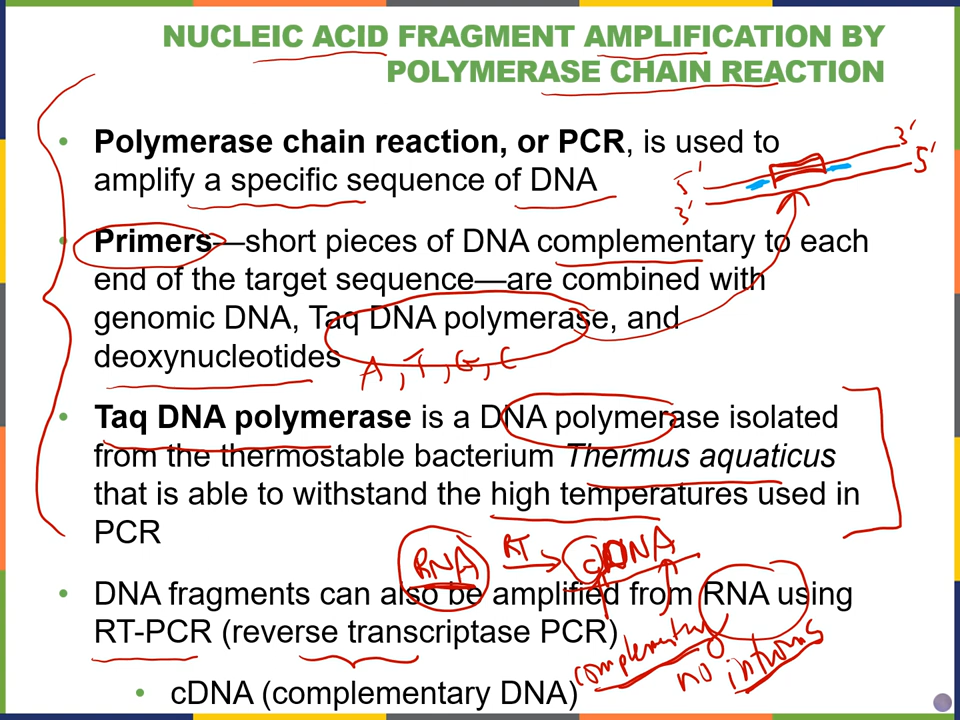 NUCLEIC ACID FRAGMENT AMPLIFICATION BY
POLYMERASE CHAIN REACTION
• Polymerase chain reaction, or PCR, is used to
amplify a specific sequence of DNA
3'
5'
5'
3'
• Primers—short pieces of DNA complementary to each
end of the target sequence—are combined with
genomic DNA, Taq DNA polymerase, and
deoxynucleotides
A, T, G, C
• Taq DNA polymerase is a DNA polymerase isolated
from the thermostable bacterium Thermus aquaticus
that is able to withstand the high temperatures used in
PCR
RNA RT cDNA
• DNA fragments can also be amplified from RNA using
RT-PCR (reverse transcriptase PCR)
complementary
no introns
• cDNA (complementary DNA)